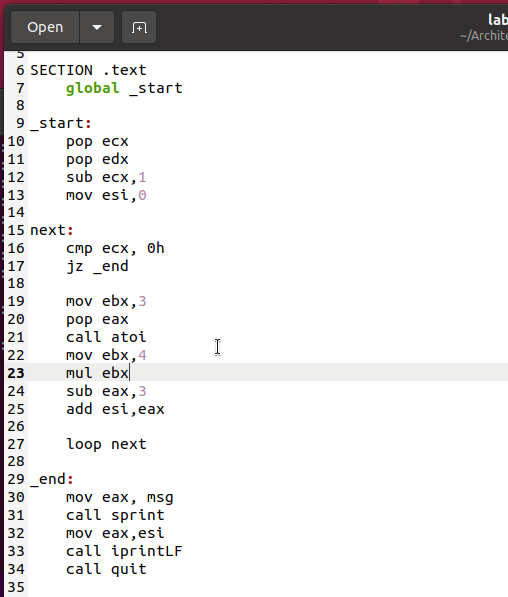 Open
lab
~/Archite
5
6 SECTION .text
7     global _start
8
9 _start:
10     pop ecx
11     pop edx
12     sub ecx,1
13     mov esi,0
14
15 next:
16     cmp ecx, 0h
17     jz _end
18
19     mov ebx,3
20     pop eax
21     call atoi
22     mov ebx,4
23     mul ebx
24     sub eax,3
25     add esi,eax
26
27     loop next
28
29 _end:
30     mov eax, msg
31     call sprint
32     mov eax,esi
33     call iprintLF
34     call quit
35